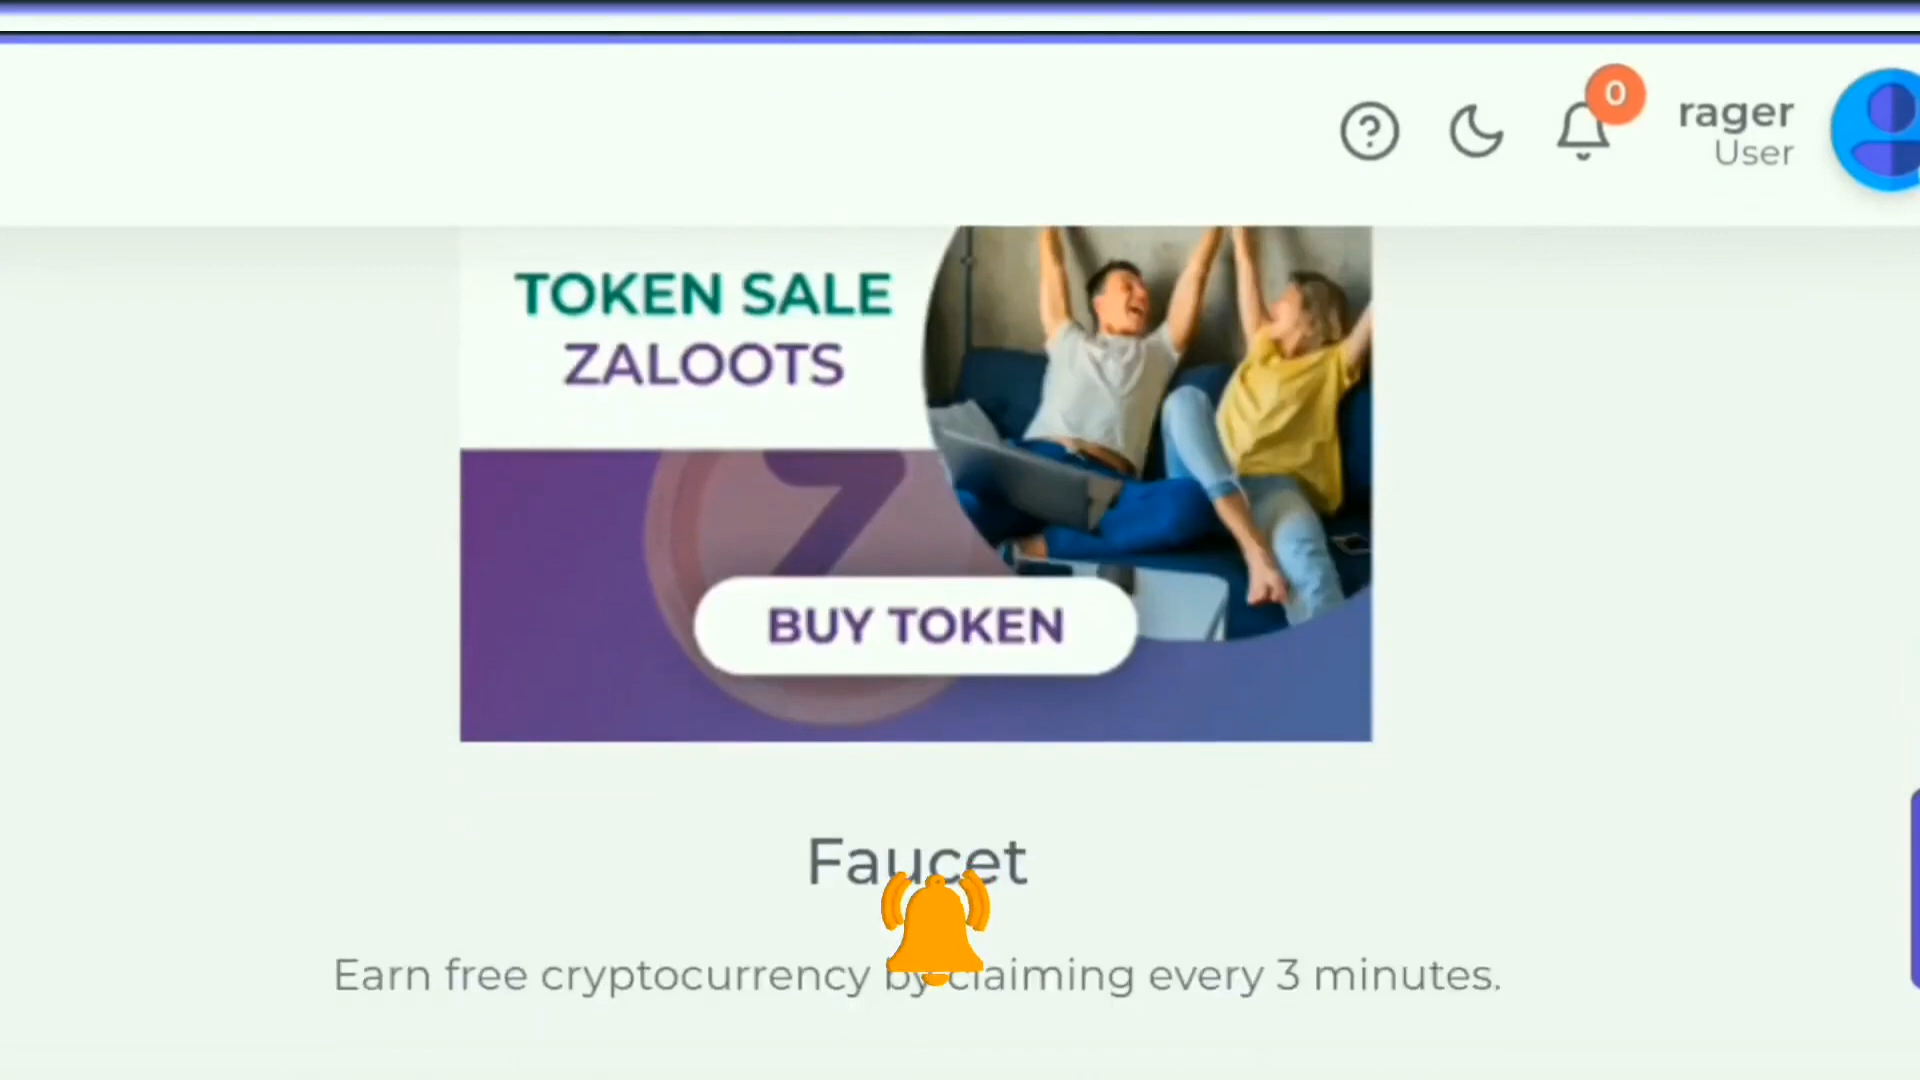 0
rager
User
TOKEN SALE
ZALOOTS
BUY TOKEN
Faucet
Earn free cryptocurrency by claiming every 3 minutes.